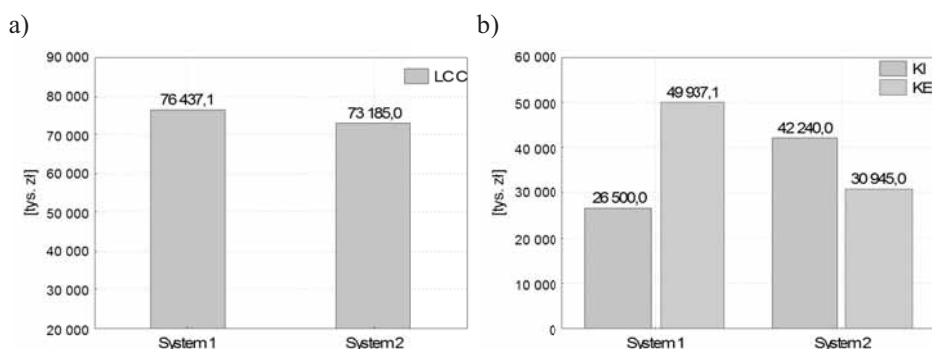 a)
90 000
80 000
70 000
60 000
50 000
40 000
30 000
20 000
[tys. zł]
LCC
76 437,1
73 185,0
System1
System2
b)
60 000
50 000
40 000
30 000
20 000
10 000
0
[tys. zł]
KI
KE
26 500,0
49 937,1
42 240,0
30 945,0
System1
System2